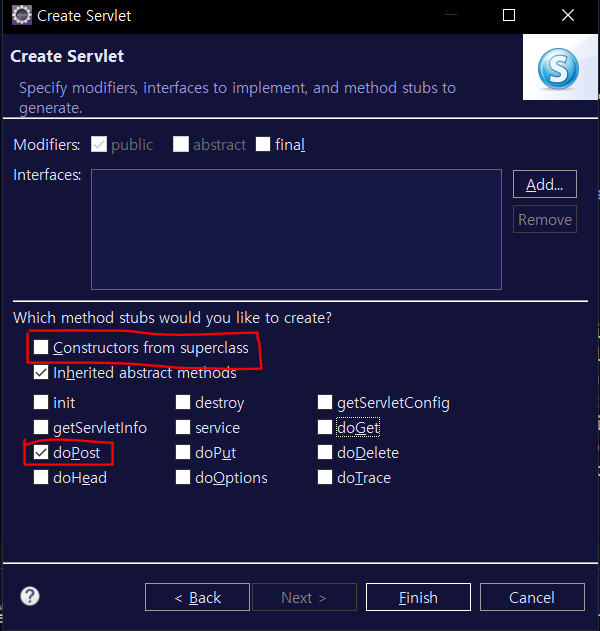 Create Servlet
Create Servlet
Specify modifiers, interfaces to implement, and method stubs to
generate.
S
Modifiers: public abstract final
Interfaces:
Add...
Remove
Which method stubs would you like to create?
Constructors from superclass
Inherited abstract methods
init destroy getServletConfig
getServletInfo service doGet
doPost doPut doDelete
doHead doOptions doTrace
? < Back Next > Finish Cancel